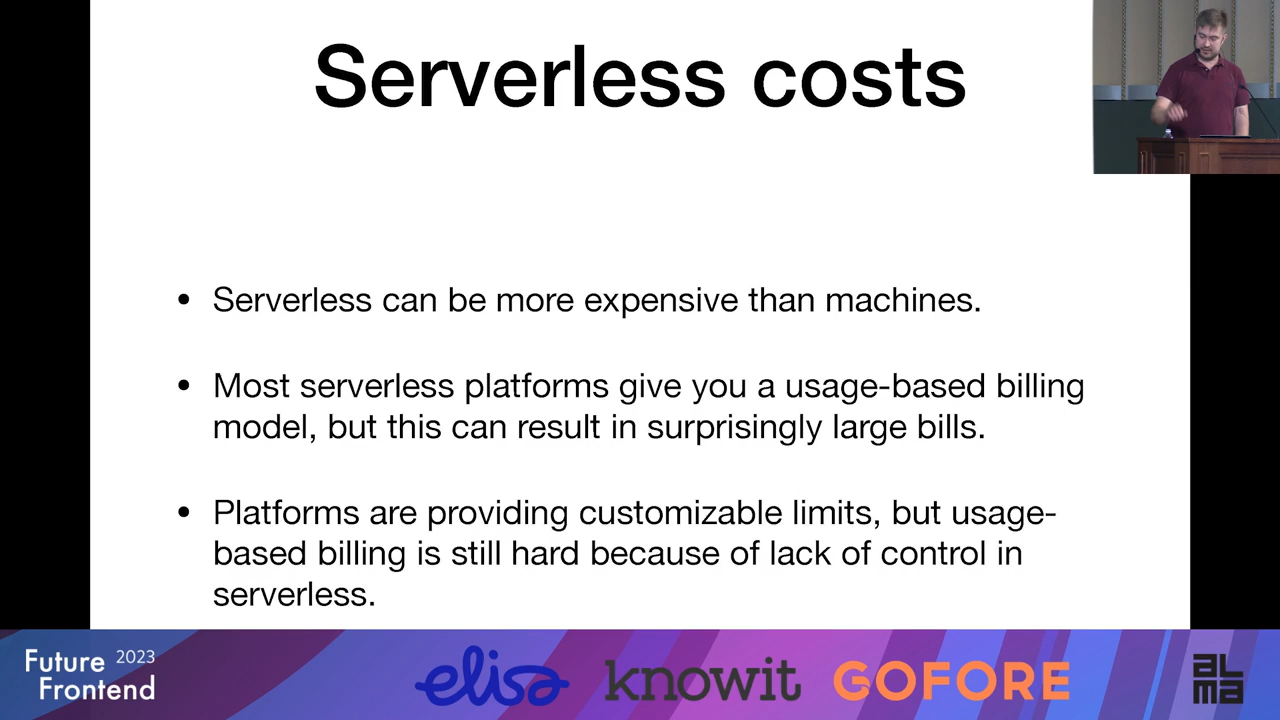 Serverless costs
• Serverless can be more expensive than machines.
• Most serverless platforms give you a usage-based billing
model, but this can result in surprisingly large bills.
• Platforms are providing customizable limits, but usage-
based billing is still hard because of lack of control in
serverless.
Future 2023
Frontend
elisa
knowit
GOFORE
aLma